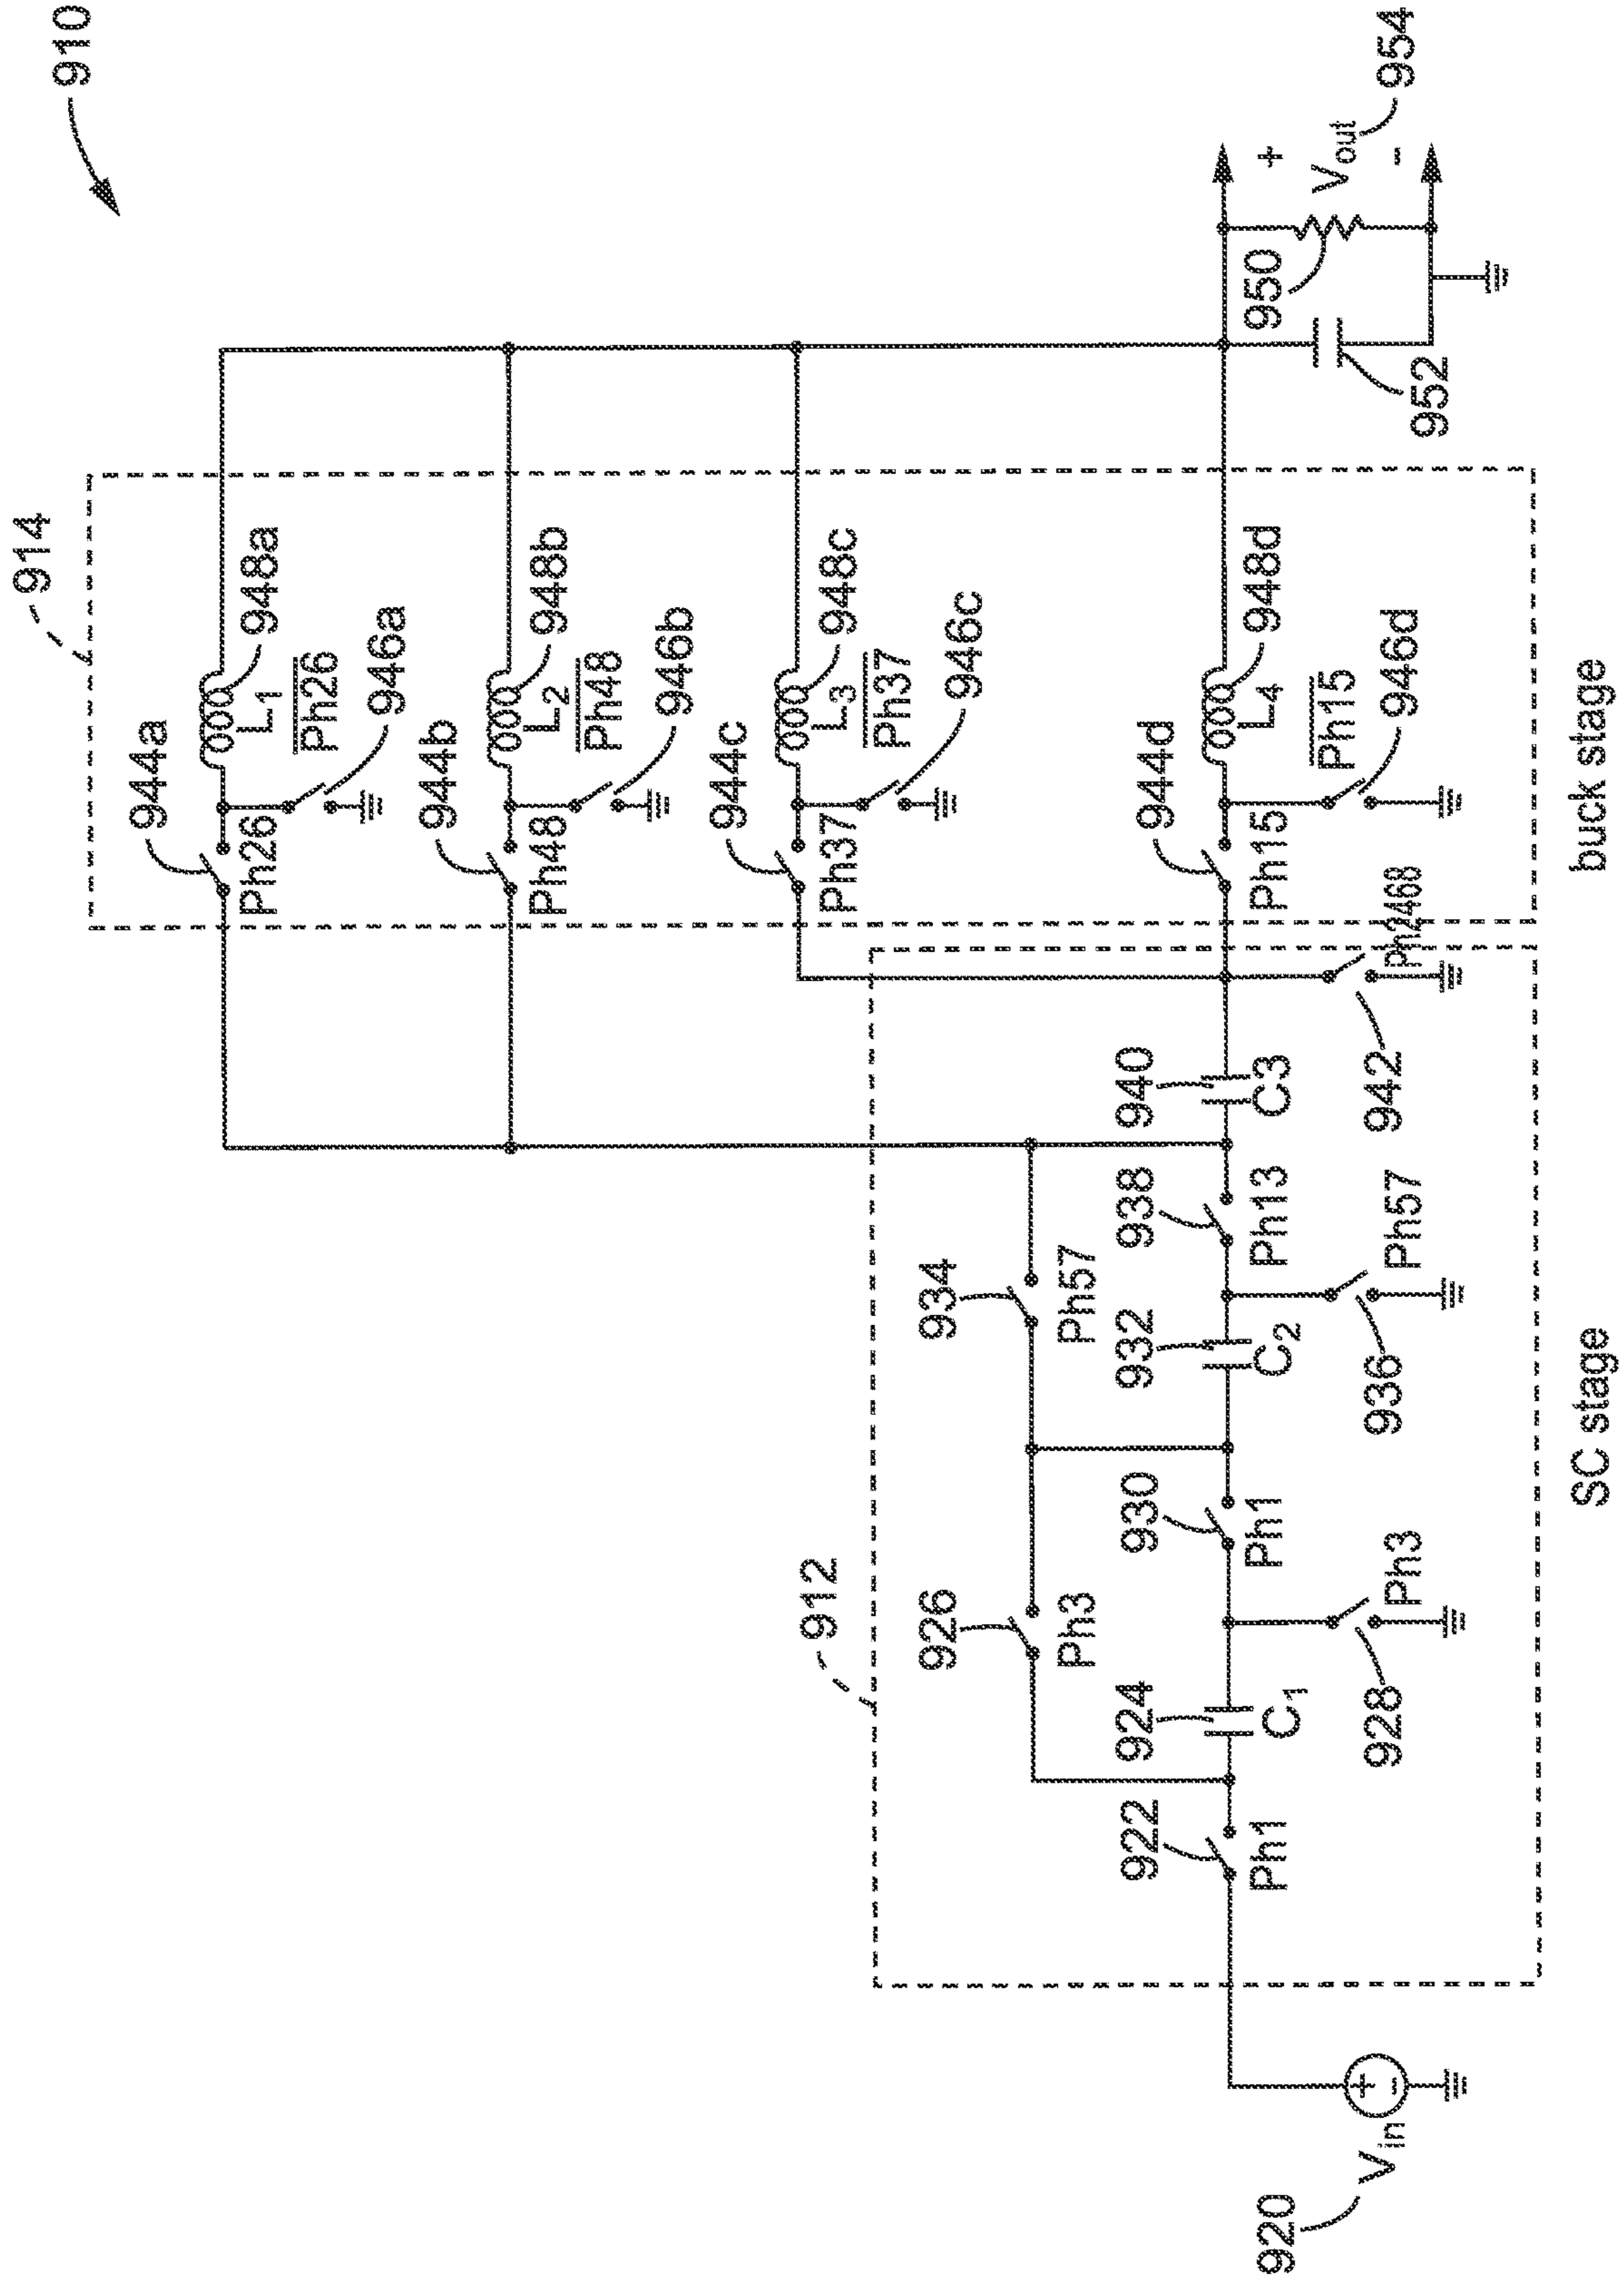 910
914
944a
Ph26
L1
948a
Ph26
946a
944b
Ph48
L2
948b
Ph48
946b
944c
Ph37
L3
948c
Ph37
946c
944d
Ph15
L4
948d
Ph15
946d
buck stage
912
920
Vin
+
-
922
Ph1
924
C1
926
Ph3
928
Ph3
930
Ph1
932
C2
934
Ph57
936
Ph57
938
Ph13
940
C3
942
Ph2468
SC stage
950
952
+
Vout
-
954